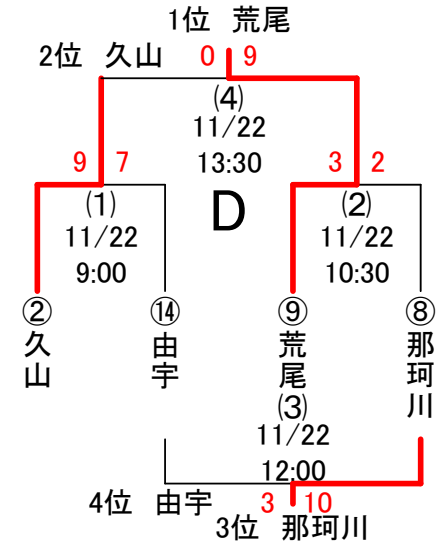 1位 荒尾
2位 久山 0 9
(4)
11/22
13:30
9 7 3 2
(1) D (2)
11/22 11/22
9:00 10:30
② ⑭ ⑨ ⑧
久山 由宇 荒尾 那珂川
(3)
11/22
12:00
4位 由宇 3 10
3位 那珂川